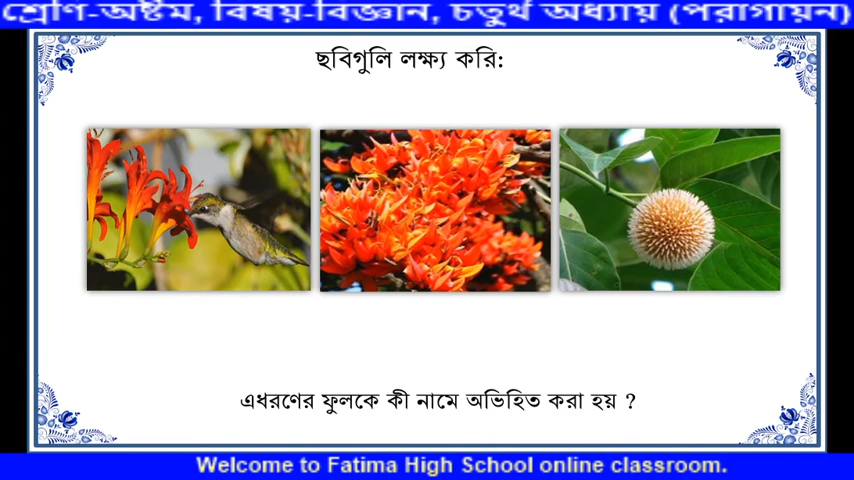 শ্রেণি-অষ্টম, বিষয়-বিজ্ঞান, চতুর্থ অধ্যায় (পরাগায়ন)
ছবিগুলি লক্ষ্য করি:
এধরণের ফুলকে কী নামে অভিহিত করা হয় ?
Welcome to Fatima High School online classroom.